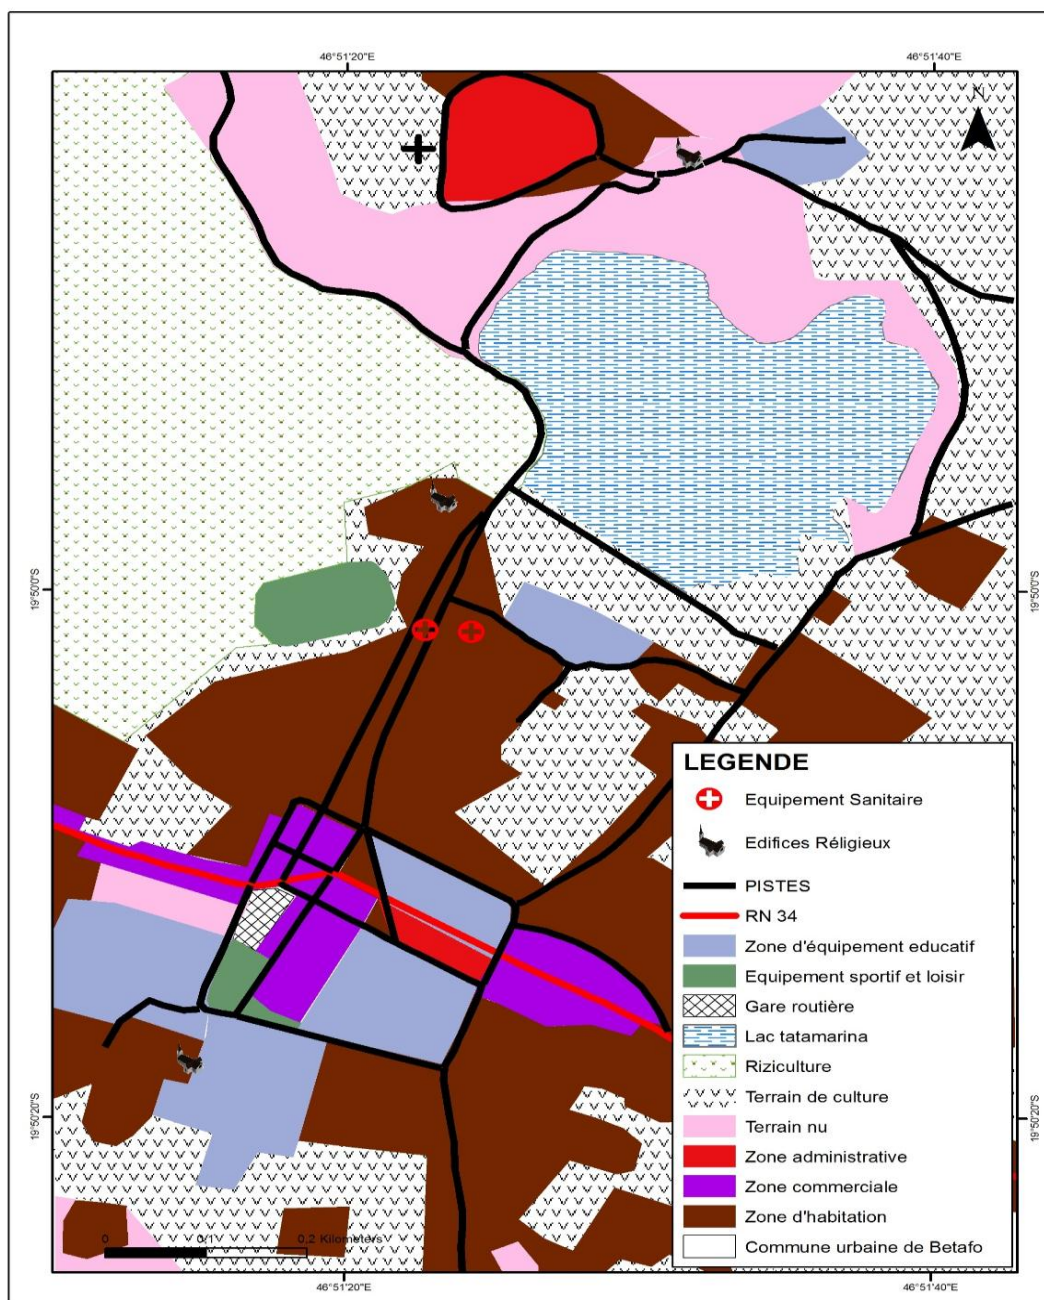 46°51'20"E
46°51'40"E
N
19°50'0"S
19°50'0"S
LEGENDE
Equipement Sanitaire
Edifices Réligieux
PISTES
RN 34
Zone d'équipement educatif
Equipement sportif et loisir
Gare routière
Lac tatamarina
Riziculture
Terrain de culture
Terrain nu
Zone administrative
Zone commerciale
Zone d'habitation
Commune urbaine de Betafo
19°50'20"S
19°50'20"S
0 0,1 0,2 Kilometers
46°51'20"E
46°51'40"E